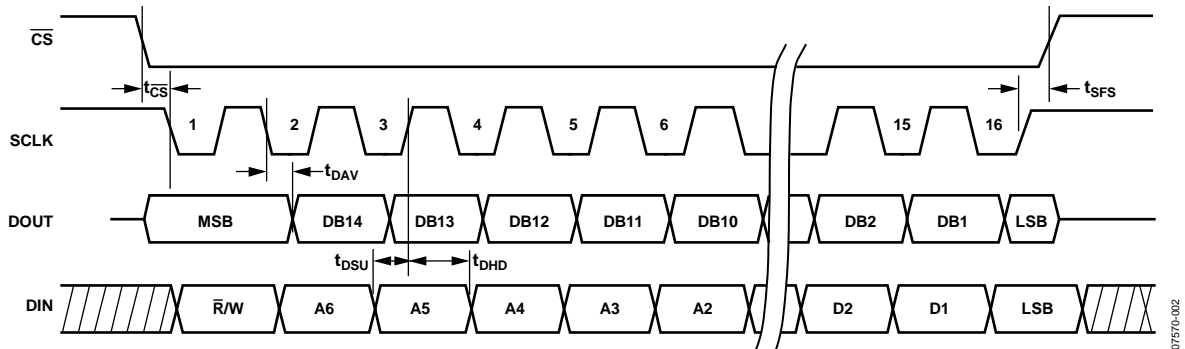 CS
tCS
tSFS
SCLK
1 2 3 4 5 6 15 16
tDAV
DOUT
MSB DB14 DB13 DB12 DB11 DB10 DB2 DB1 LSB
tDSU tDHD
DIN
R/W A6 A5 A4 A3 A2 D2 D1 LSB
07570-002